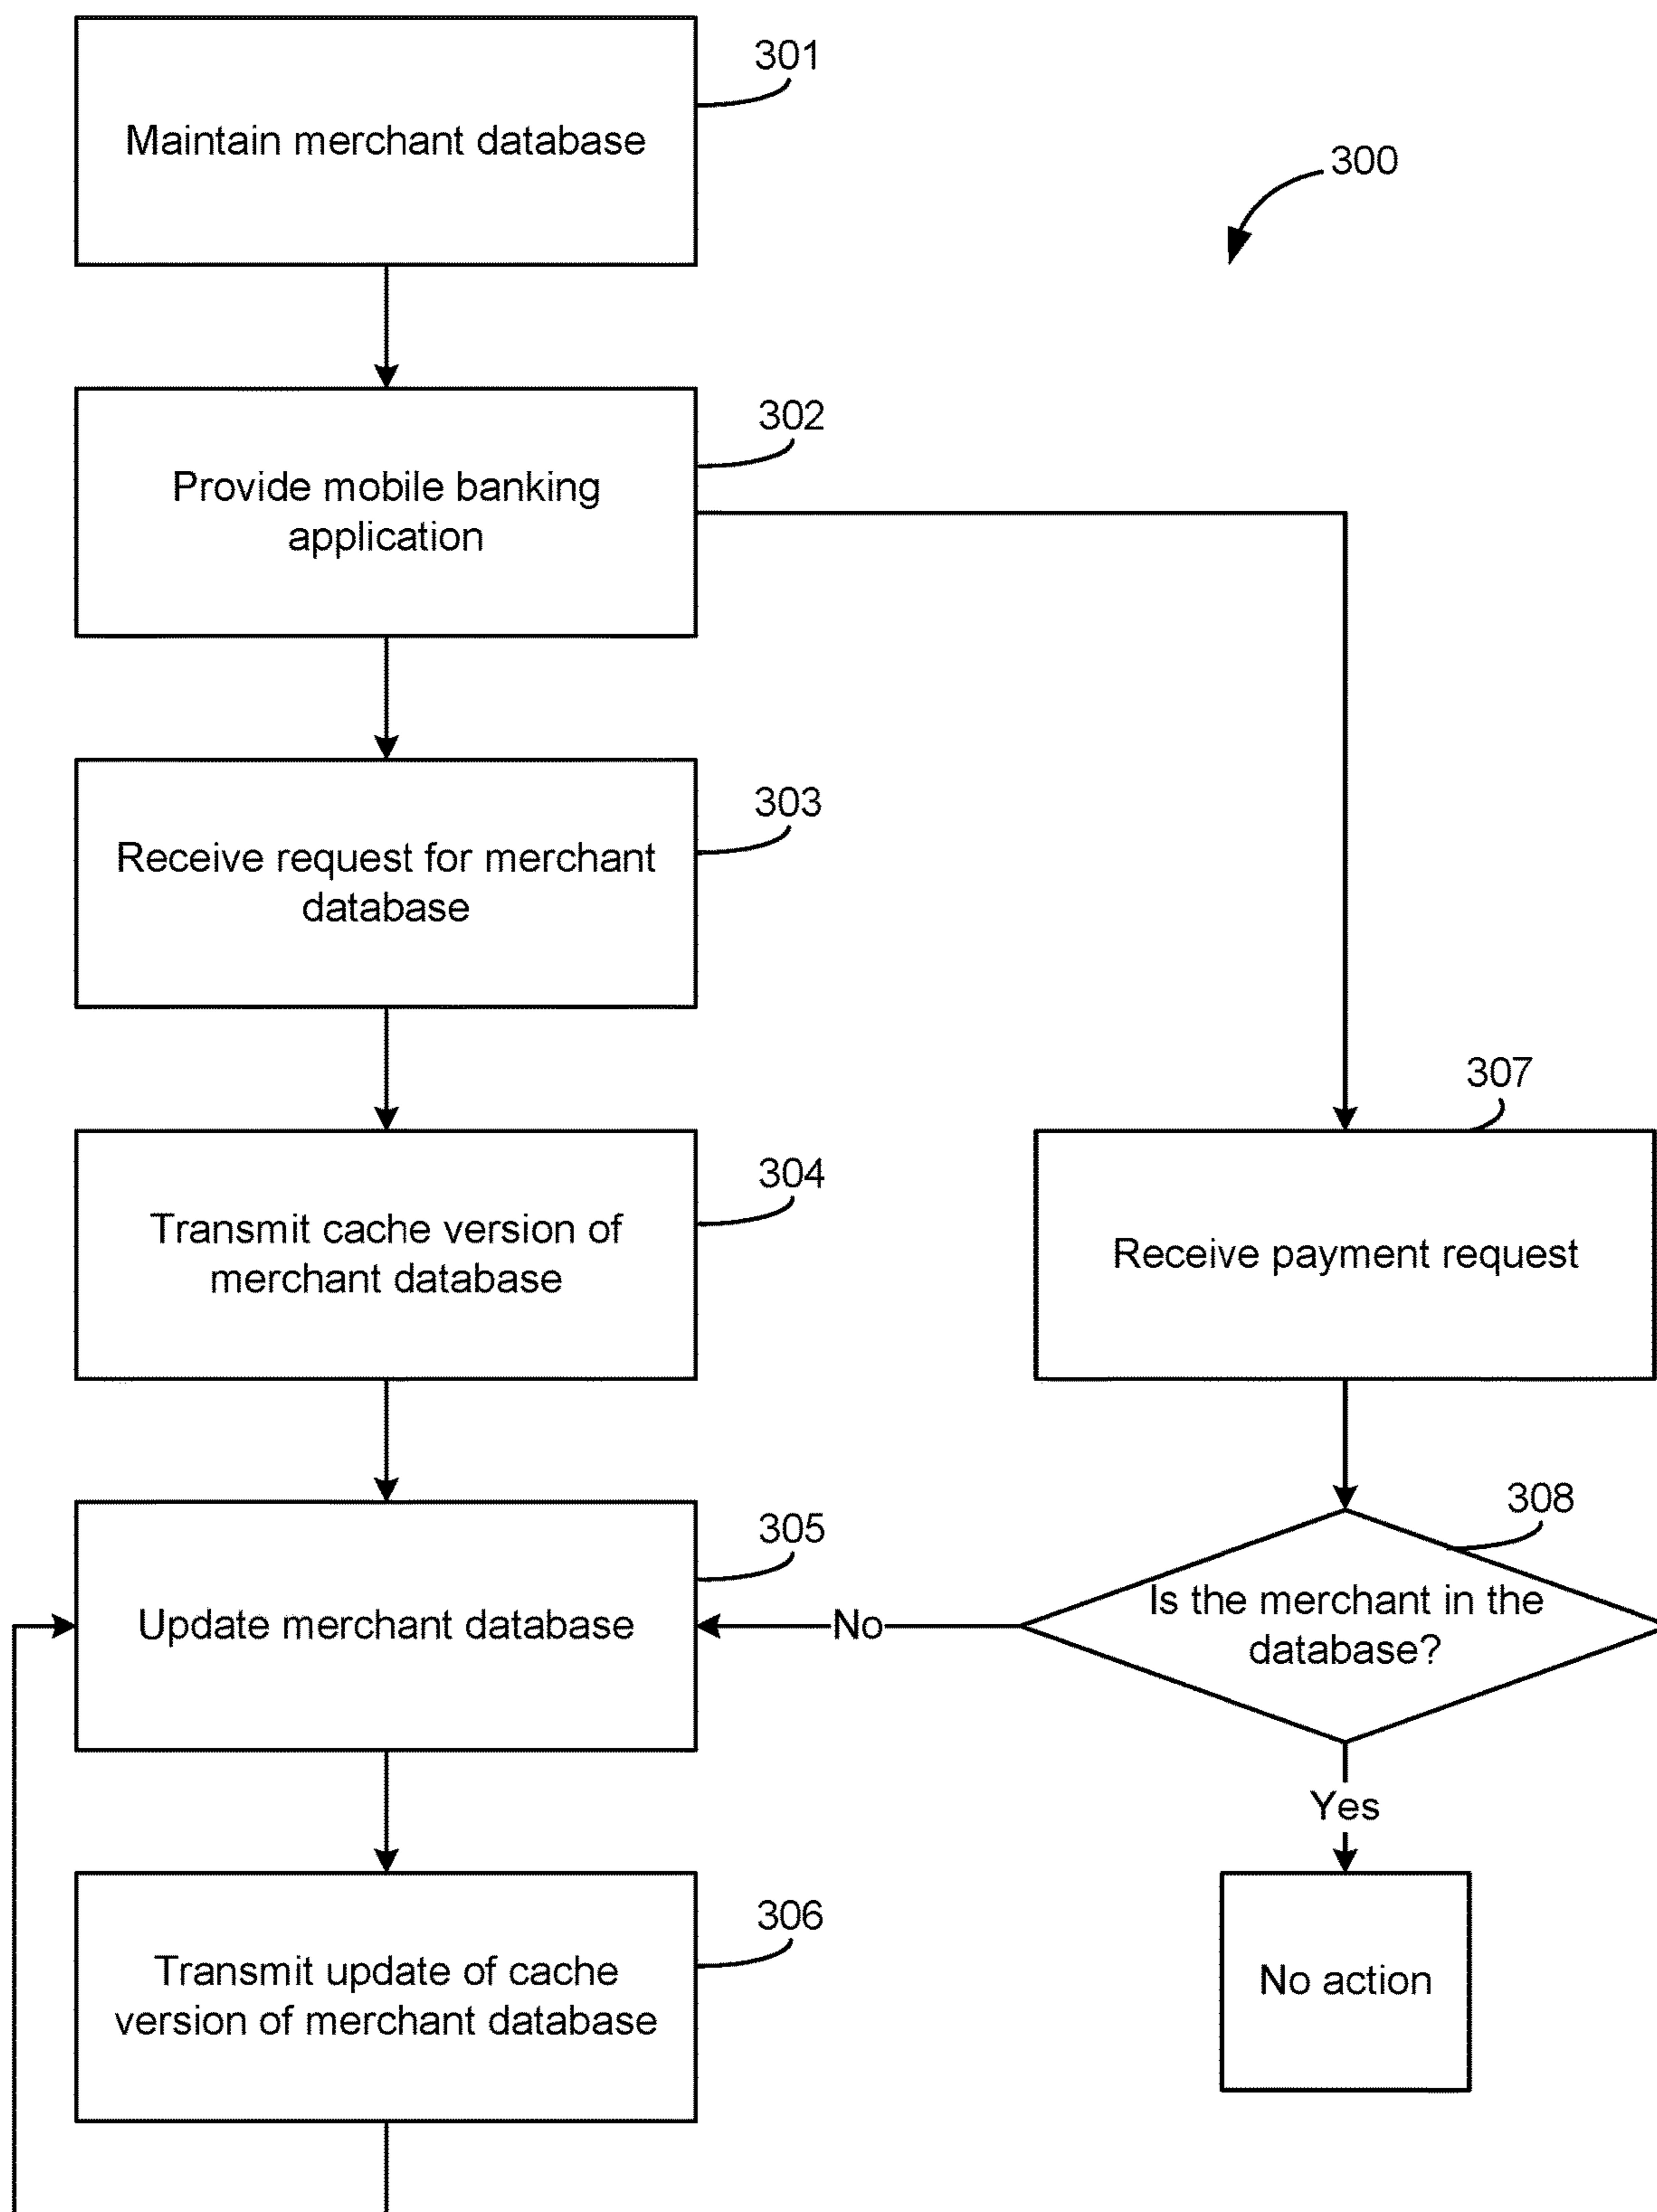 301
Maintain merchant database
300
302
Provide mobile banking
application
303
Receive request for merchant
database
304
Transmit cache version of
merchant database
307
Receive payment request
305
Update merchant database
No
308
Is the merchant in the
database?
Yes
306
Transmit update of cache
version of merchant database
No action